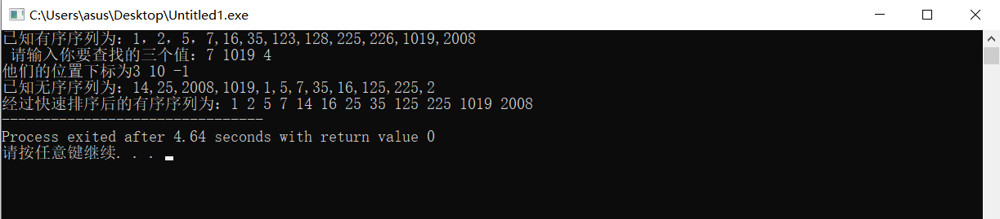 C:\Users\asus\Desktop\Untitled1.exe
已知有序序列为：1，2，5，7,16,35,123,128,225,226,1019,2008
请输入你要查找的三个值：7 1019 4
他们的位置下标为3 10 -1
已知无序序列为：14,25,2008,1019,1,5,7,35,16,125,225,2
经过快速排序后的有序序列为：1 2 5 7 14 16 25 35 125 225 1019 2008
--------------------------------
Process exited after 4.64 seconds with return value 0
请按任意键继续. . .